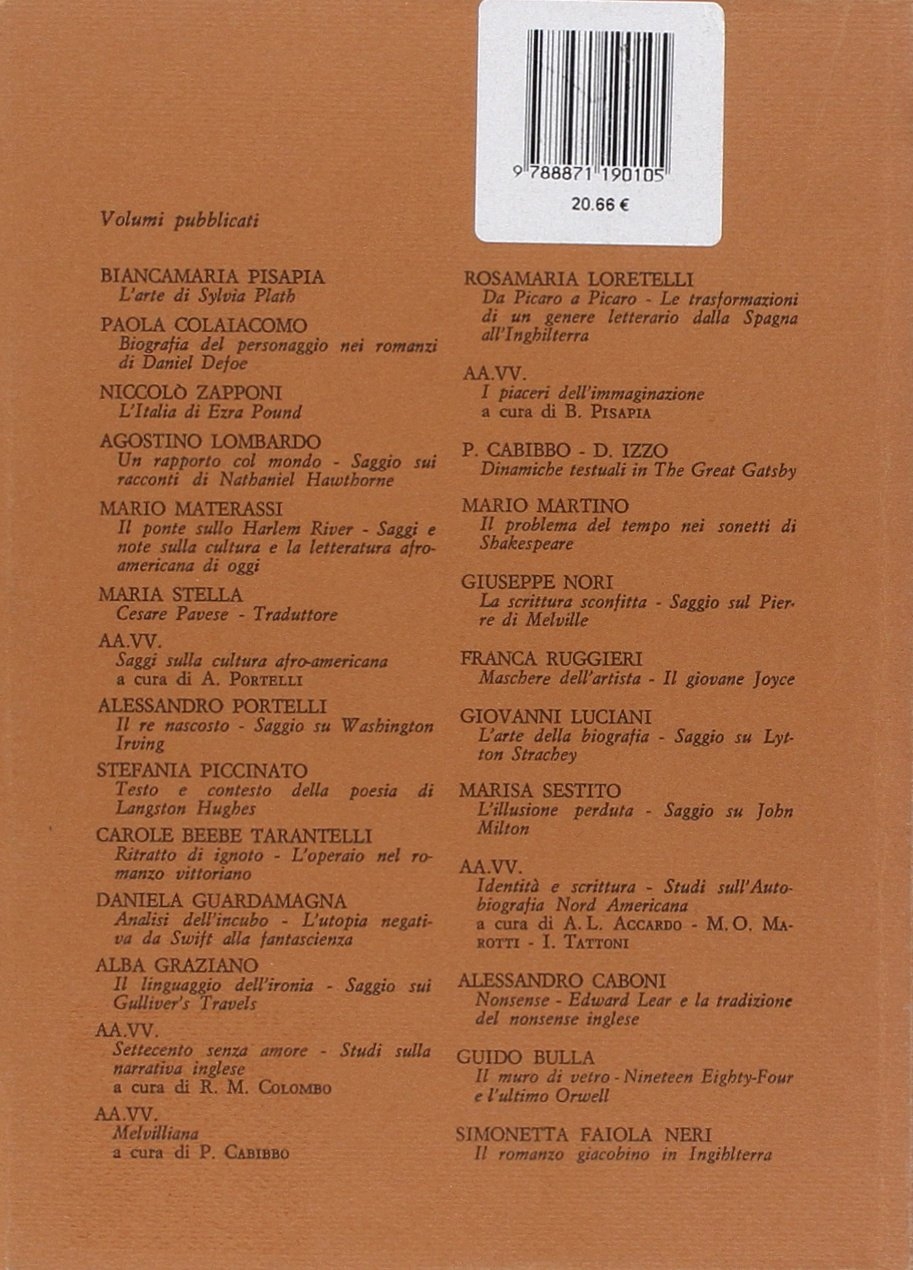 9 788871 190105
20.66 €
Volumi pubblicati
BIANCAMARIA PISAPIA
L'arte di Sylvia Plath
PAOLA COLAIACOMO
Biografia del personaggio nei romanzi
di Daniel Defoe
NICCOLÒ ZAPPONI
L'Italia di Ezra Pound
AGOSTINO LOMBARDO
Un rapporto col mondo - Saggio sui
racconti di Nathaniel Hawthorne
MARIO MATERASSI
Il ponte sullo Harlem River - Saggi e
note sulla cultura e la letteratura afro-
americana di oggi
MARIA STELLA
Cesare Pavese - Traduttore
AA.VV.
Saggi sulla cultura afro-americana
a cura di A. PORTELLI
ALESSANDRO PORTELLI
Il re nascosto - Saggio su Washington
Irving
STEFANIA PICCINATO
Testo e contesto della poesia di
Langston Hughes
CAROLE BEEBE TARANTELLI
Ritratto di ignoto - L'operaio nel ro-
manzo vittoriano
DANIELA GUARDAMAGNA
Analisi dell'incubo - L'utopia negati-
va da Swift alla fantascienza
ALBA GRAZIANO
Il linguaggio dell'ironia - Saggio sui
Gulliver's Travels
AA.VV.
Settecento senza amore - Studi sulla
narrativa inglese
a cura di R. M. COLOMBO
AA.VV.
Melvilliana
a cura di P. CABIBBO
ROSAMARIA LORETELLI
Da Picaro a Picaro - Le trasformazioni
di un genere letterario dalla Spagna
all'Inghilterra
AA.VV.
I piaceri dell'immaginazione
a cura di B. PISAPIA
P. CABIBBO - D. IZZO
Dinamiche testuali in The Great Gatsby
MARIO MARTINO
Il problema del tempo nei sonetti di
Shakespeare
GIUSEPPE NORI
La scrittura sconfitta - Saggio sul Pier-
re di Melville
FRANCA RUGGIERI
Maschere dell'artista - Il giovane Joyce
GIOVANNI LUCIANI
L'arte della biografia - Saggio su Lyt-
ton Strachey
MARISA SESTITO
L'illusione perduta - Saggio su John
Milton
AA.VV.
Identità e scrittura - Studi sull'Auto-
biografia Nord Americana
a cura di A. L. ACCARDO - M. O. MA-
ROTTI - I. TATTONI
ALESSANDRO CABONI
Nonsense - Edward Lear e la tradizione
del nonsense inglese
GUIDO BULLA
Il muro di vetro - Nineteen Eighty-Four
e l'ultimo Orwell
SIMONETTA FAIOLA NERI
Il romanzo giacobino in Ingihlterra